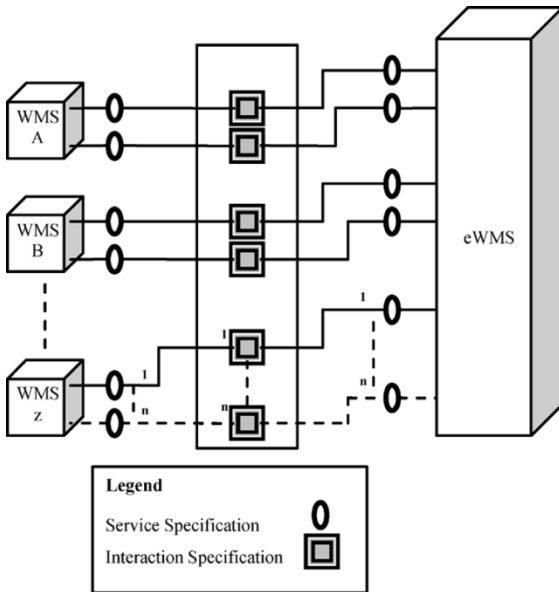 WMS
A
WMS
B
eWMS
1
1
1
n
n
n
WMS
z
Legend
Service Specification
Interaction Specification